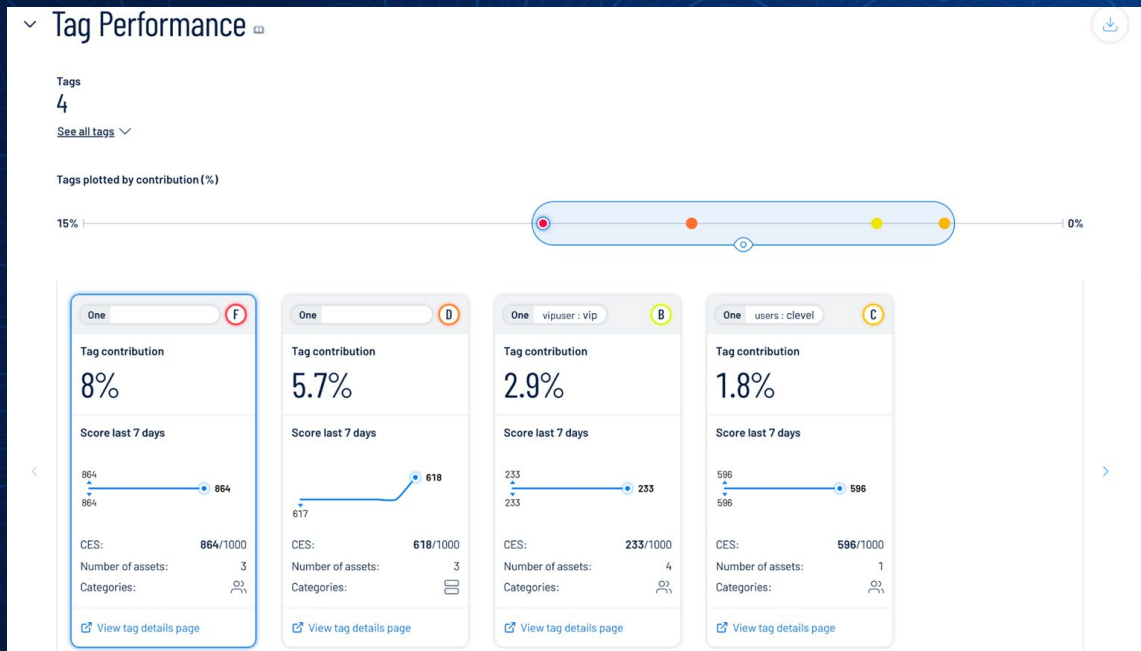 Tag Performance
Tags
4
See all tags
Tags plotted by contribution (%)
15%
0%
One
F
Tag contribution
8%
Score last 7 days
864
864
864
CES: 864/1000
Number of assets: 3
Categories:
View tag details page
One
D
Tag contribution
5.7%
Score last 7 days
618
617
CES: 618/1000
Number of assets: 3
Categories:
View tag details page
One vipuser : vip
B
Tag contribution
2.9%
Score last 7 days
233
233
233
CES: 233/1000
Number of assets: 4
Categories:
View tag details page
One users : clevel
C
Tag contribution
1.8%
Score last 7 days
596
596
596
CES: 596/1000
Number of assets: 1
Categories:
View tag details page